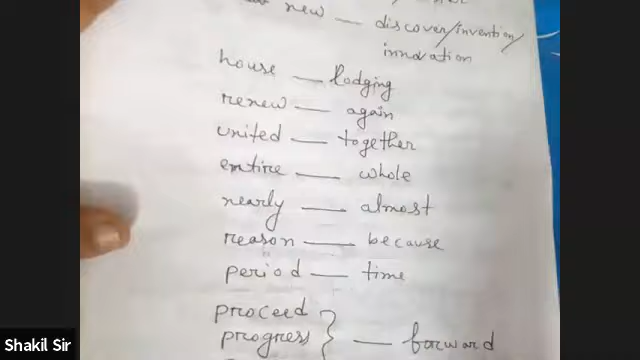 new — discover/invention/
innovation
house — lodging
renew — again
united — together
entire — whole
nearly — almost
reason — because
period — time
proceed
progress } — forward
Shakil Sir